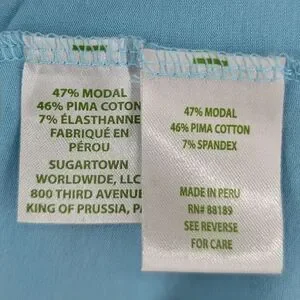 47% MODAL
46% PIMA COTON
7% ÉLASTHANNE
FABRIQUÉ EN
PÉROU
SUGARTOWN
WORLDWIDE, LLC
800 THIRD AVENUE
KING OF PRUSSIA, PA
47% MODAL
46% PIMA COTTON
7% SPANDEX
MADE IN PERU
RN# 88189
SEE REVERSE
FOR CARE